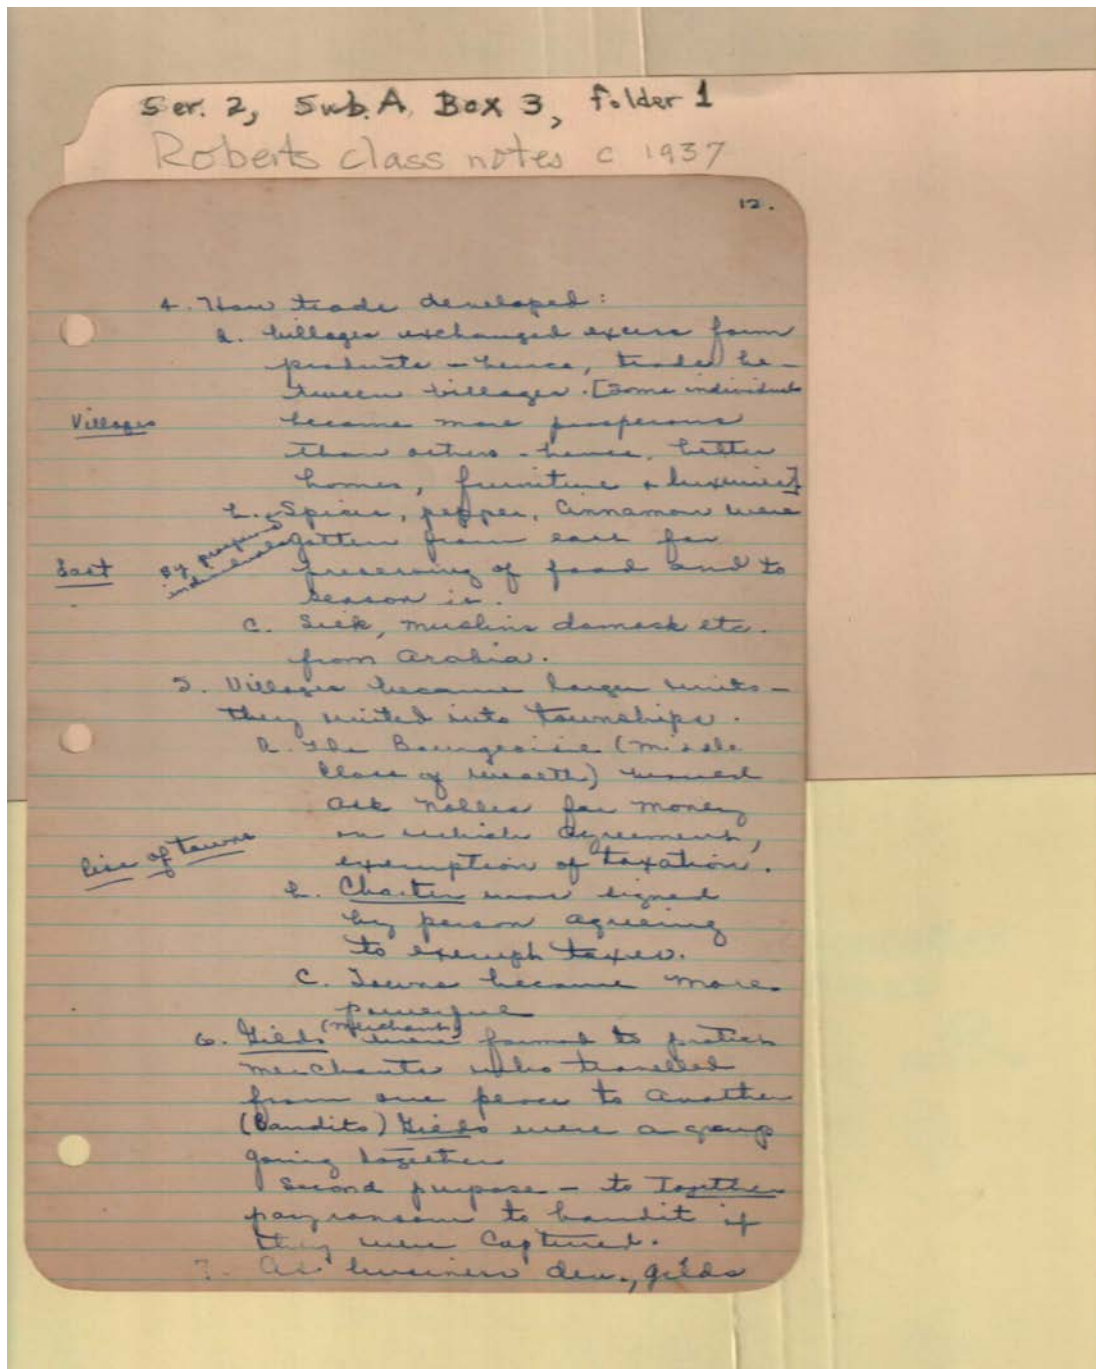 Ser. 2, Sub. A, Box 3, folder 1
Roberts class notes c 1937
12.
4. How trade developed:
a. Villages exchanged excess farm
products - hence, trade be-
tween villages. [Some individuals
Villages
became more prosperous
than others - hence, better
homes, furniture & luxuries]
b. Spices, pepper, Cinnamon were
By prosperous individuals
gotten from east for
East
preserving of food and to
season it.
c. Silk, muslins damask etc.
from Arabia.
5. Villages became larger units -
they united into townships.
a. The Bourgeoisie (Middle
Class of wealth) would
ask nobles for money
on which agreement,
Rise of towns
exemption of taxation.
b. Charter was signed
by person agreeing
to exempt taxes.
C. Towns became more
powerful
6. Gilds (merchants) were formed to protect
merchants who travelled
from one place to another
(Bandits) Gilds were a group
going together
Second purpose - to Together
pay ransom to bandit if
they were captured.
7. As business dev., gilds